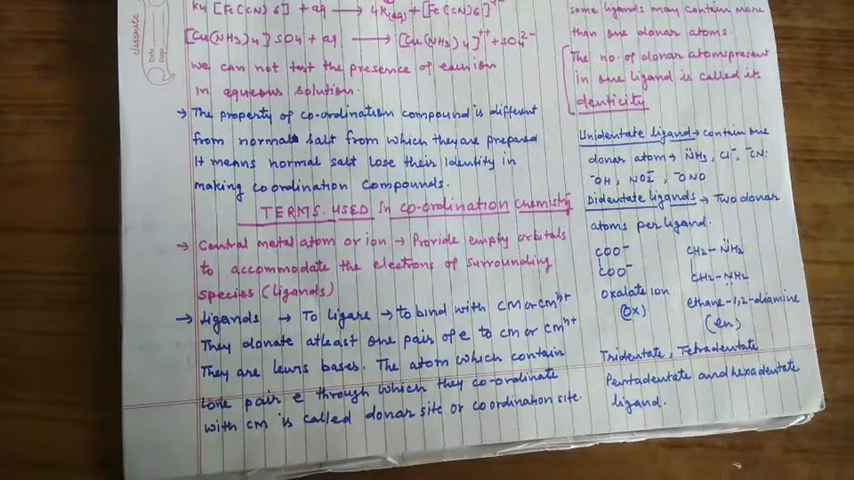 K4 [Fe(CN)6] + aq → 4K(aq) + [Fe(CN)6]4-
[Cu(NH3)4] SO4 + aq → [Cu(NH3)4]++ + SO4 2-
we can not test the presence of each ion
in aqueous solution.
→ The property of co-ordination compound is different
from normal salt from which they are prepared
It means normal salt lose their Identity in
making coordination compounds.
TERMS USED In co-ordination Chemistry
→ Central metal atom or ion → Provide empty orbitals
to accommodate the electrons of surrounding
species (Ligands)
→ Ligands → To ligare → to bind with CM or CM n+
They donate atleast one pair of e to CM or CM n+
They are lewis bases. The atom which contain
lone pair e through which they co-ordinate
with CM is called donar site or coordination site.
some ligands may contain more
than one donar atoms.
The no. of donar atoms present
in one ligand is called its
denticity
Unidentate ligand → contain one
donar atom → NH3, Cl-, -CN:
-OH, NO2-, -ONO
Didentate ligands → Two donar
atoms per ligand.
COO-
COO-
oxalate ion
(Ox)
CH2-NH2
CH2-NH2
ethane-1,2-diamine
(en)
Tridentate, Tetradentate
Pentadentate and hexadentate
ligand.
classmate
Date
Page